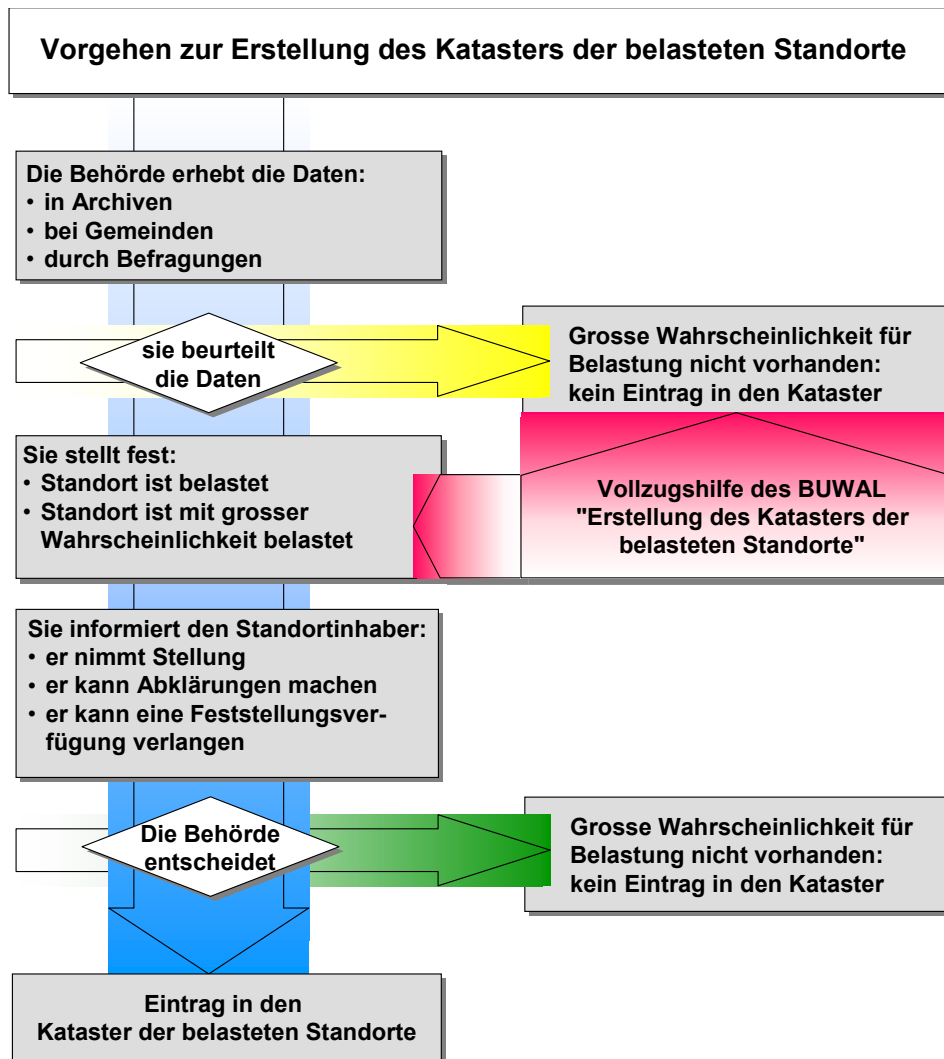 Vorgehen zur Erstellung des Katasters der belasteten Standorte
Die Behörde erhebt die Daten:
• in Archiven
• bei Gemeinden
• durch Befragungen
sie beurteilt
die Daten
Grosse Wahrscheinlichkeit für
Belastung nicht vorhanden:
kein Eintrag in den Kataster
Sie stellt fest:
• Standort ist belastet
• Standort ist mit grosser
Wahrscheinlichkeit belastet
Vollzugshilfe des BUWAL
"Erstellung des Katasters der
belasteten Standorte"
Sie informiert den Standortinhaber:
• er nimmt Stellung
• er kann Abklärungen machen
• er kann eine Feststellungsver-
fügung verlangen
Die Behörde
entscheidet
Grosse Wahrscheinlichkeit für
Belastung nicht vorhanden:
kein Eintrag in den Kataster
Eintrag in den
Kataster der belasteten Standorte